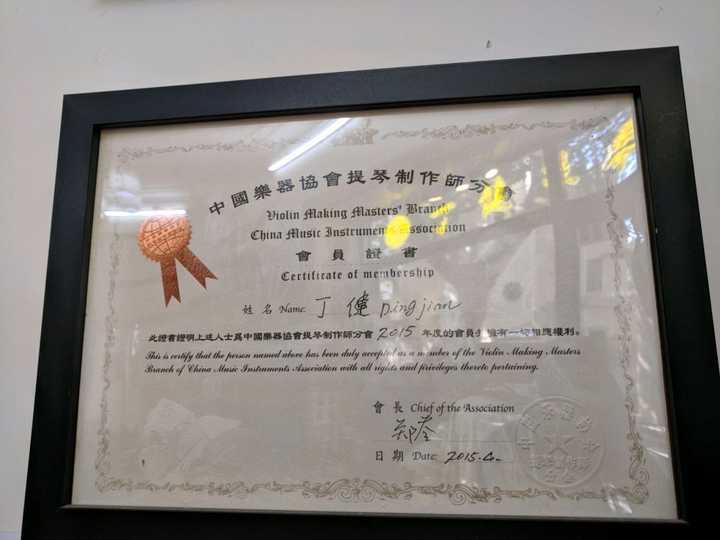 中國樂器協會提琴制作師分會
Violin Making Masters' Branch
China Music Instruments Association
會員證書
Certificate of membership
姓名 Name: 丁健 Ding jian
此證書證明上述人士爲中國樂器協會提琴制作師分會 2015 年度的會員并擁有一切相應權利。
This is certify that the person named above has been duly accepted as a member of the Violin Making Masters
Branch of China Music Instruments Association with all rights and priviledges thereto pertaining.
會長 Chief of the Association
日期 Date: 2015.4.